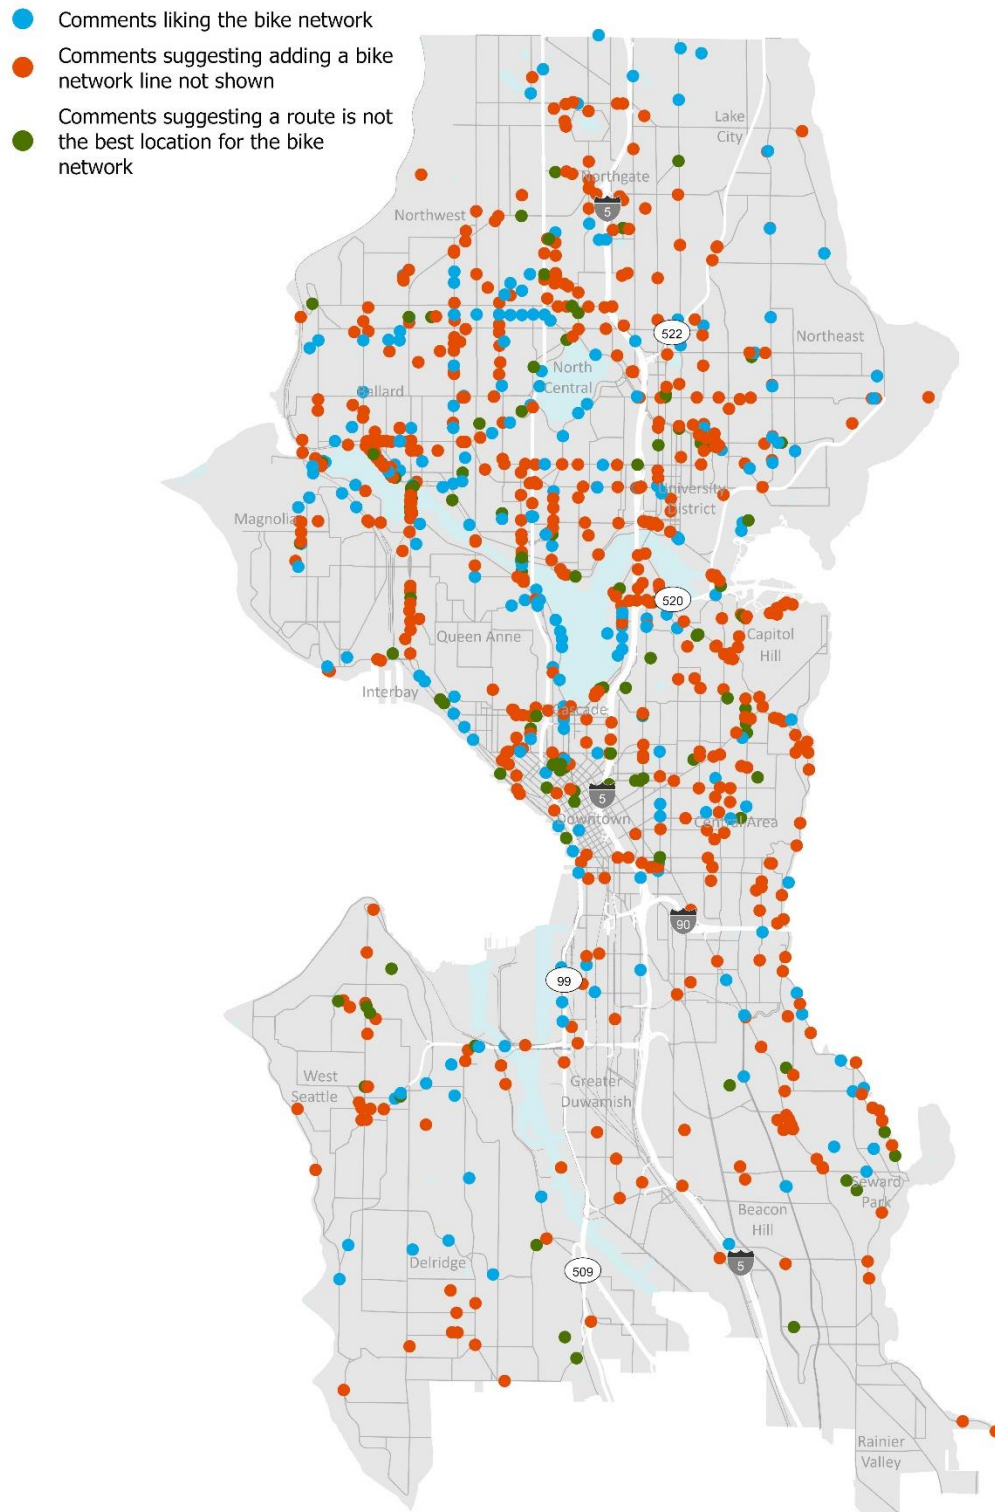 Comments liking the bike network
Comments suggesting adding a bike
network line not shown
Comments suggesting a route is not
the best location for the bike
network
Lake
City
Northgate
5
Northwest
522
Northeast
North
Central
Ballard
University
District
Magnolia
520
Queen Anne
Capitol
Hill
Interbay
Cascade
5
Downtown
Central Area
90
99
West
Seattle
Greater
Duwamish
Seward
Park
Beacon
Hill
Delridge
5
509
Rainier
Valley